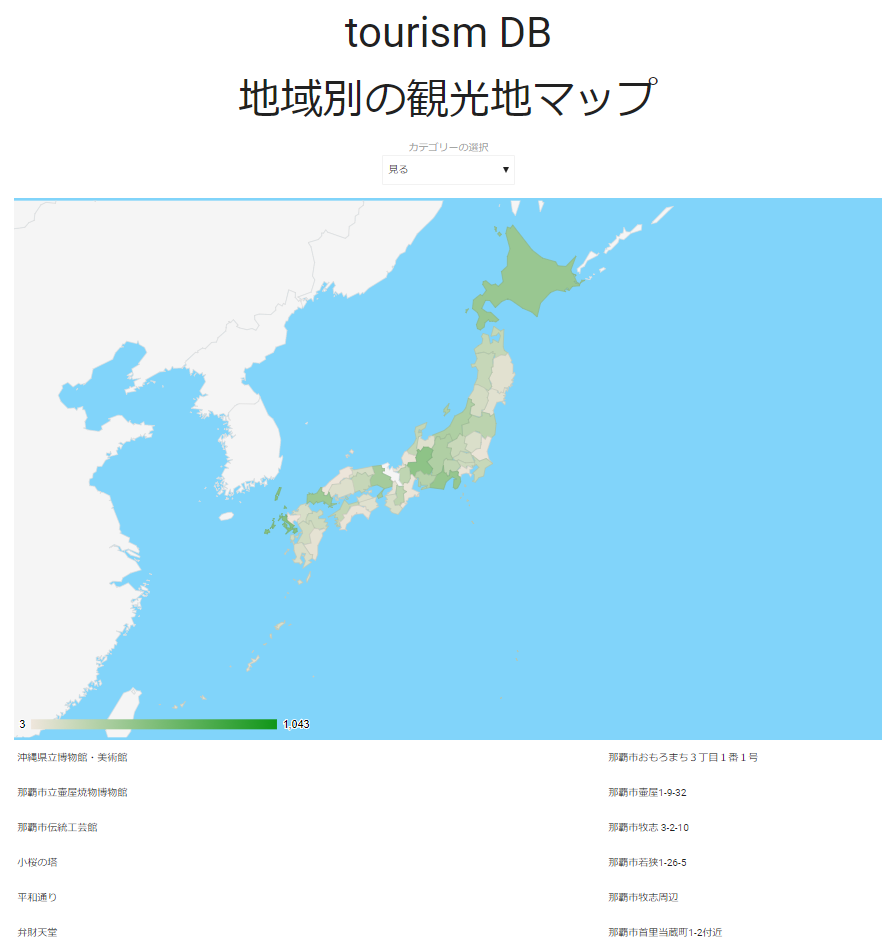 tourism DB
地域別の観光地マップ
カテゴリーの選択
見る ▼
3 1,043
沖縄県立博物館・美術館 那覇市おもろまち３丁目１番１号
那覇市立壷屋焼物博物館 那覇市壷屋1-9-32
那覇市伝統工芸館 那覇市牧志 3-2-10
小桜の塔 那覇市若狭1-26-5
平和通り 那覇市牧志周辺
弁財天堂 那覇市首里当蔵町1-2付近